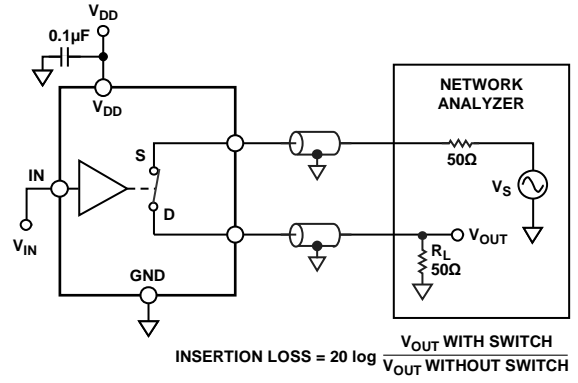 VDD
0.1µF
VDD
NETWORK
ANALYZER
S
50Ω
IN
VS
D
VOUT
VIN
RL
50Ω
GND
INSERTION LOSS = 20 log VOUT WITH SWITCH
VOUT WITHOUT SWITCH